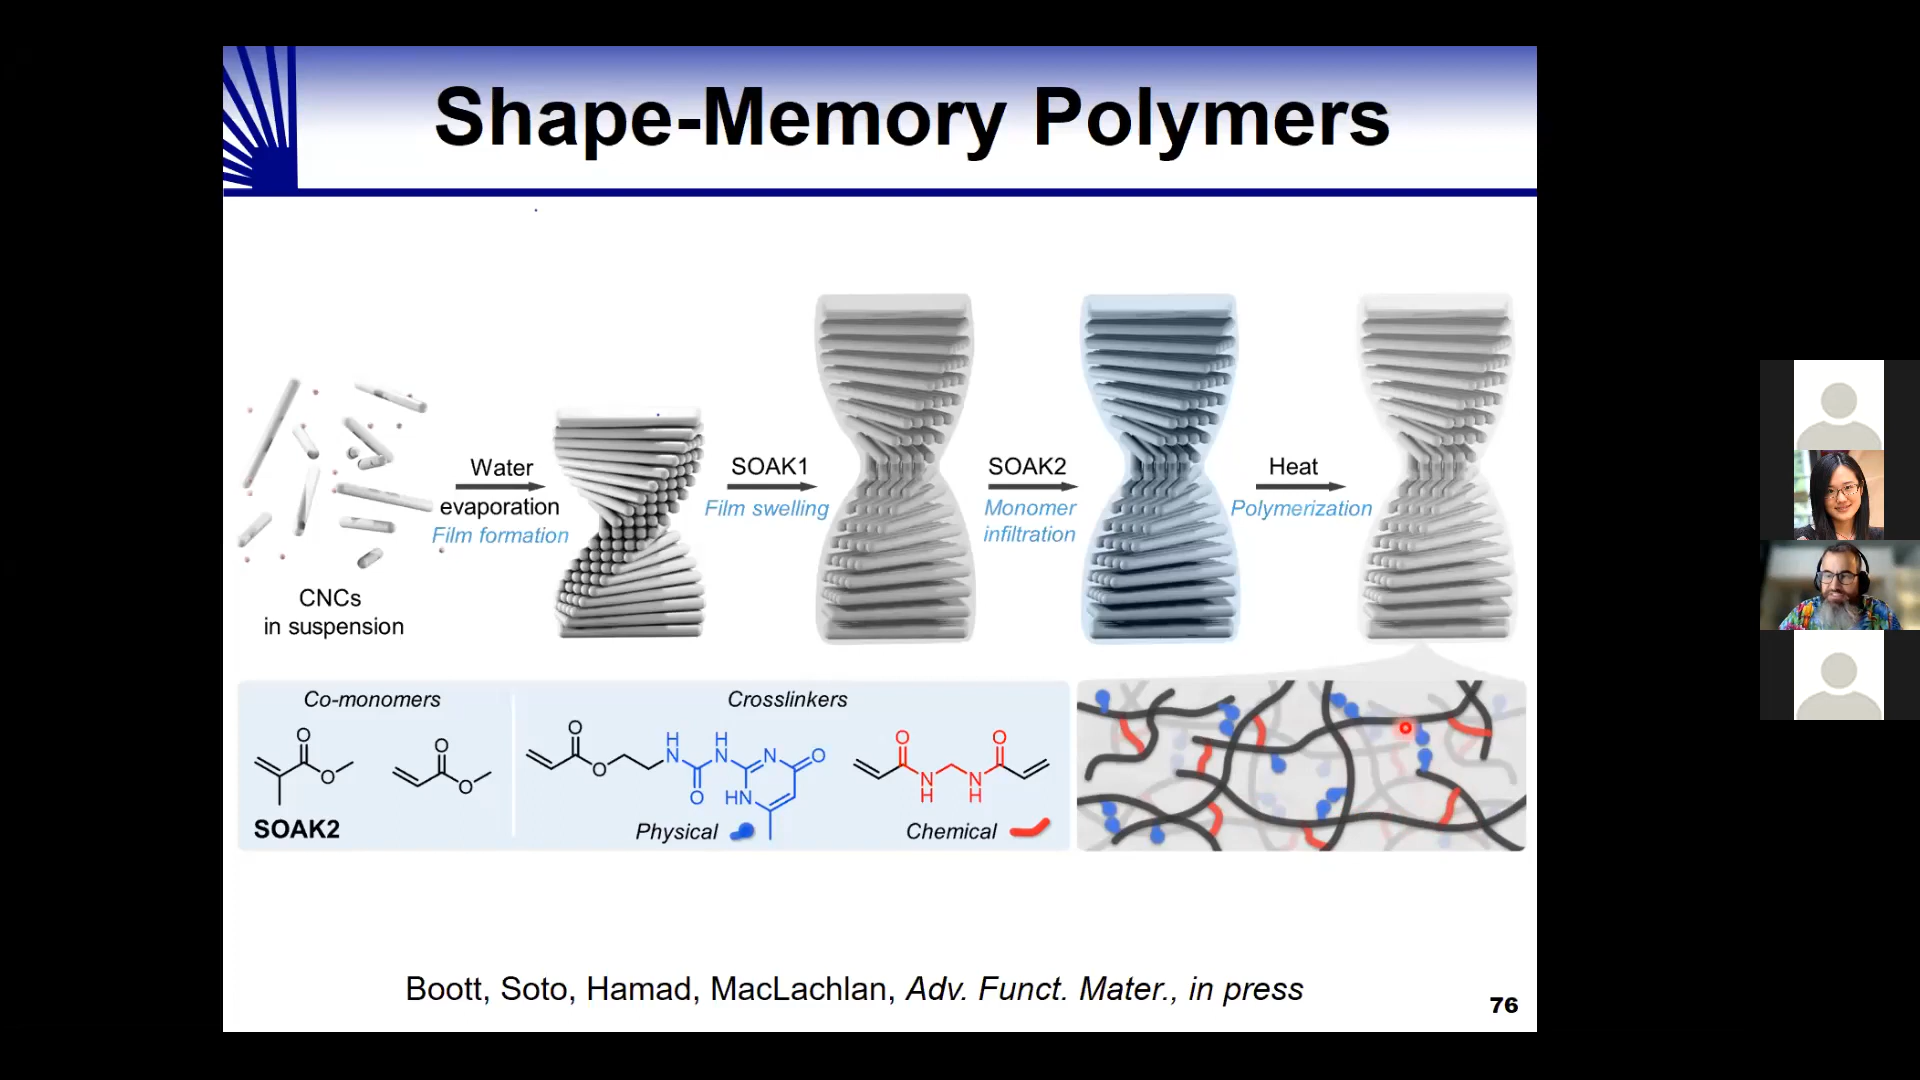 Shape-Memory Polymers
CNCs
in suspension
Water
evaporation
Film formation
SOAK1
Film swelling
SOAK2
Monomer
infiltration
Heat
Polymerization
Co-monomers
O
O
O
O
SOAK2
Crosslinkers
O
O
H
N
O
H
N
N
O
HN
Physical
O
N
H
N
H
O
Chemical
Boott, Soto, Hamad, MacLachlan, Adv. Funct. Mater., in press
76